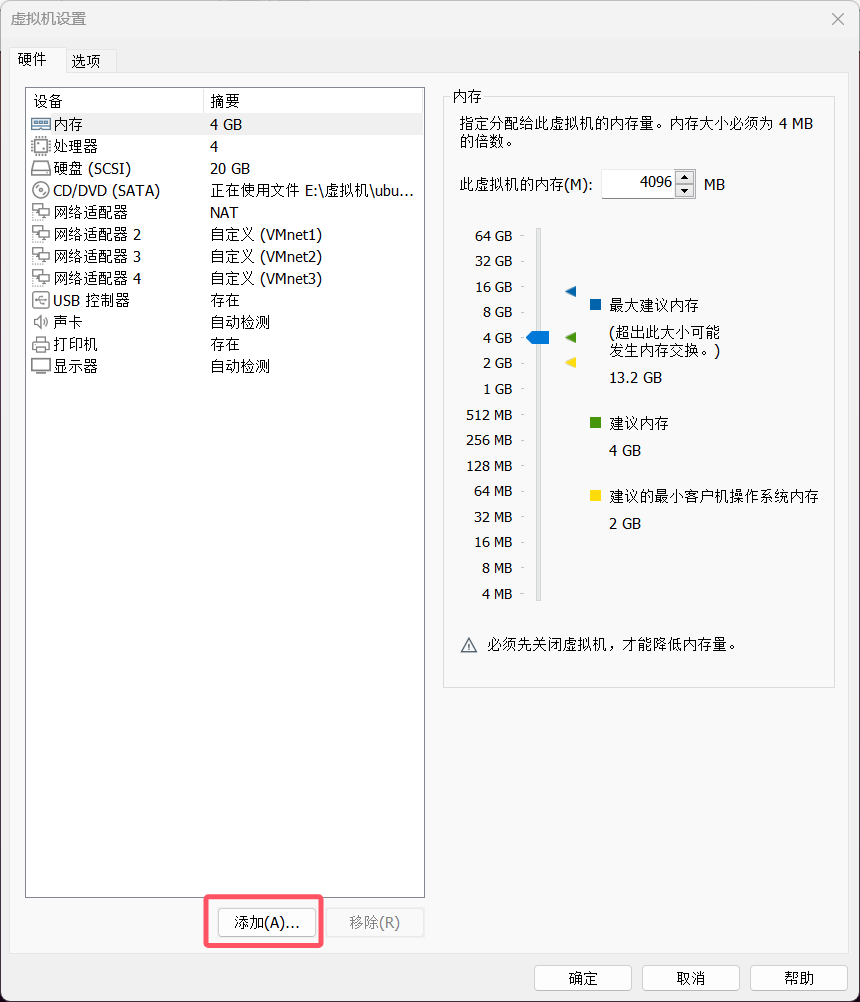 虚拟机设置
硬件 选项
设备 摘要
内存 4 GB
处理器 4
硬盘 (SCSI) 20 GB
CD/DVD (SATA) 正在使用文件 E:\虚拟机\ubu...
网络适配器 NAT
网络适配器 2 自定义 (VMnet1)
网络适配器 3 自定义 (VMnet2)
网络适配器 4 自定义 (VMnet3)
USB 控制器 存在
声卡 自动检测
打印机 存在
显示器 自动检测
添加(A)... 移除(R)
内存
指定分配给此虚拟机的内存量。内存大小必须为 4 MB
的倍数。
此虚拟机的内存(M): 4096 MB
64 GB
32 GB
16 GB
8 GB
4 GB
2 GB
1 GB
512 MB
256 MB
128 MB
64 MB
32 MB
16 MB
8 MB
4 MB
最大建议内存
(超出此大小可能
发生内存交换。)
13.2 GB
建议内存
4 GB
建议的最小客户机操作系统内存
2 GB
必须先关闭虚拟机，才能降低内存量。
确定 取消 帮助